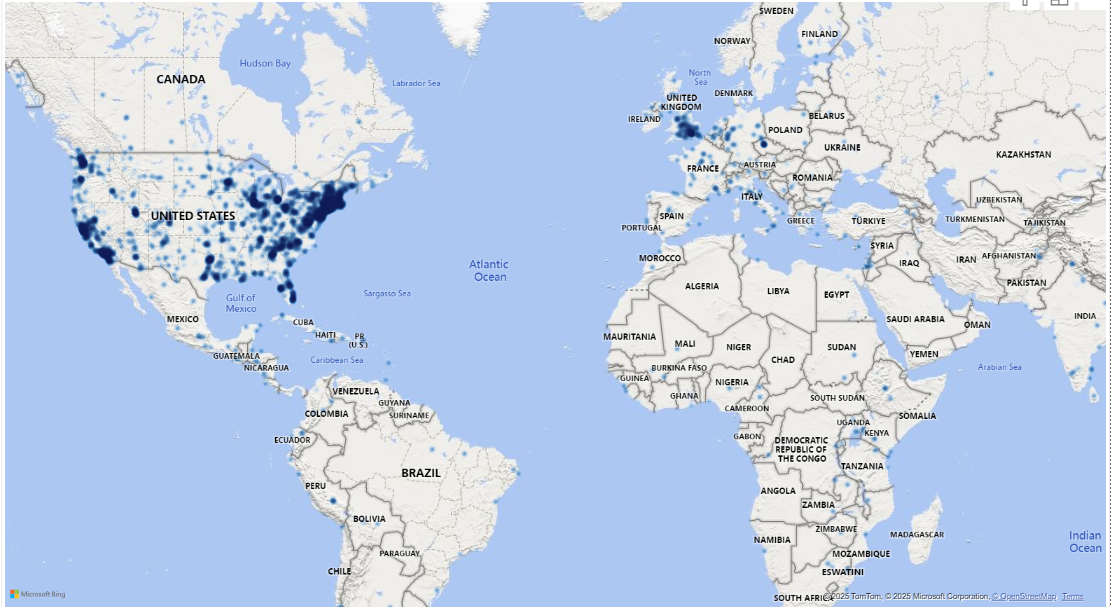 SWEDEN
FINLAND
NORWAY
Hudson Bay
CANADA
Labrador Sea
North
Sea
DENMARK
UNITED
KINGDOM
IRELAND
BELARUS
POLAND
UKRAINE
KAZAKHSTAN
FRANCE
AUSTRIA
ROMANIA
ITALY
UZBEKISTAN
UNITED STATES
SPAIN
GREECE
TÜRKIYE
TURKMENISTAN
TAJIKISTAN
PORTUGAL
SYRIA
MOROCCO
IRAQ
IRAN
AFGHANISTAN
Atlantic
Ocean
PAKISTAN
ALGERIA
LIBYA
EGYPT
Sargasso Sea
Gulf of
Mexico
MEXICO
CUBA
HAITI
PR
(U.S.)
SAUDI ARABIA
OMAN
INDIA
MAURITANIA
MALI
NIGER
CHAD
SUDAN
YEMEN
GUATEMALA
Caribbean Sea
NICARAGUA
BURKINA FASO
Arabian Sea
GUINEA
NIGERIA
GHANA
SOUTH SUDAN
VENEZUELA
GUYANA
COLOMBIA
SURINAME
CAMEROON
SOMALIA
UGANDA
KENYA
ECUADOR
GABON
DEMOCRATIC
REPUBLIC OF
THE CONGO
TANZANIA
BRAZIL
PERU
ANGOLA
ZAMBIA
BOLIVIA
ZIMBABWE
MADAGASCAR
NAMIBIA
Indian
Ocean
PARAGUAY
MOZAMBIQUE
CHILE
ESWATINI
Microsoft Bing
SOUTH AFRICA
©2025 TomTom, © 2025 Microsoft Corporation, © OpenStreetMap Terms